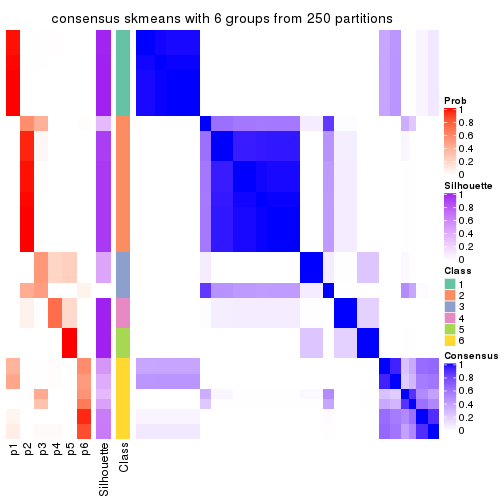 consensus skmeans with 6 groups from 250 partitions
Prob
1
0.8
0.6
0.4
0.2
0
Silhouette
1
0.8
0.6
0.4
0.2
0
Class
1
2
3
4
5
6
Consensus
1
0.8
0.6
0.4
0.2
0
p1
p2
p3
p4
p5
p6
Silhouette
Class